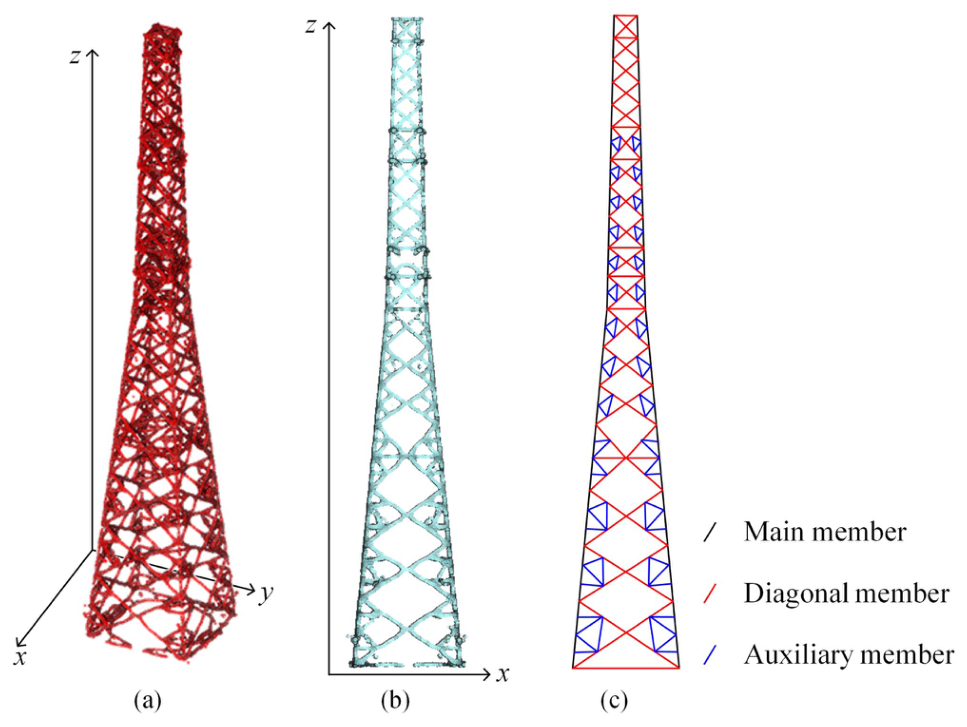 z
z
Main member
Diagonal member
y
Auxiliary member
x
x
(a)
(b)
(c)